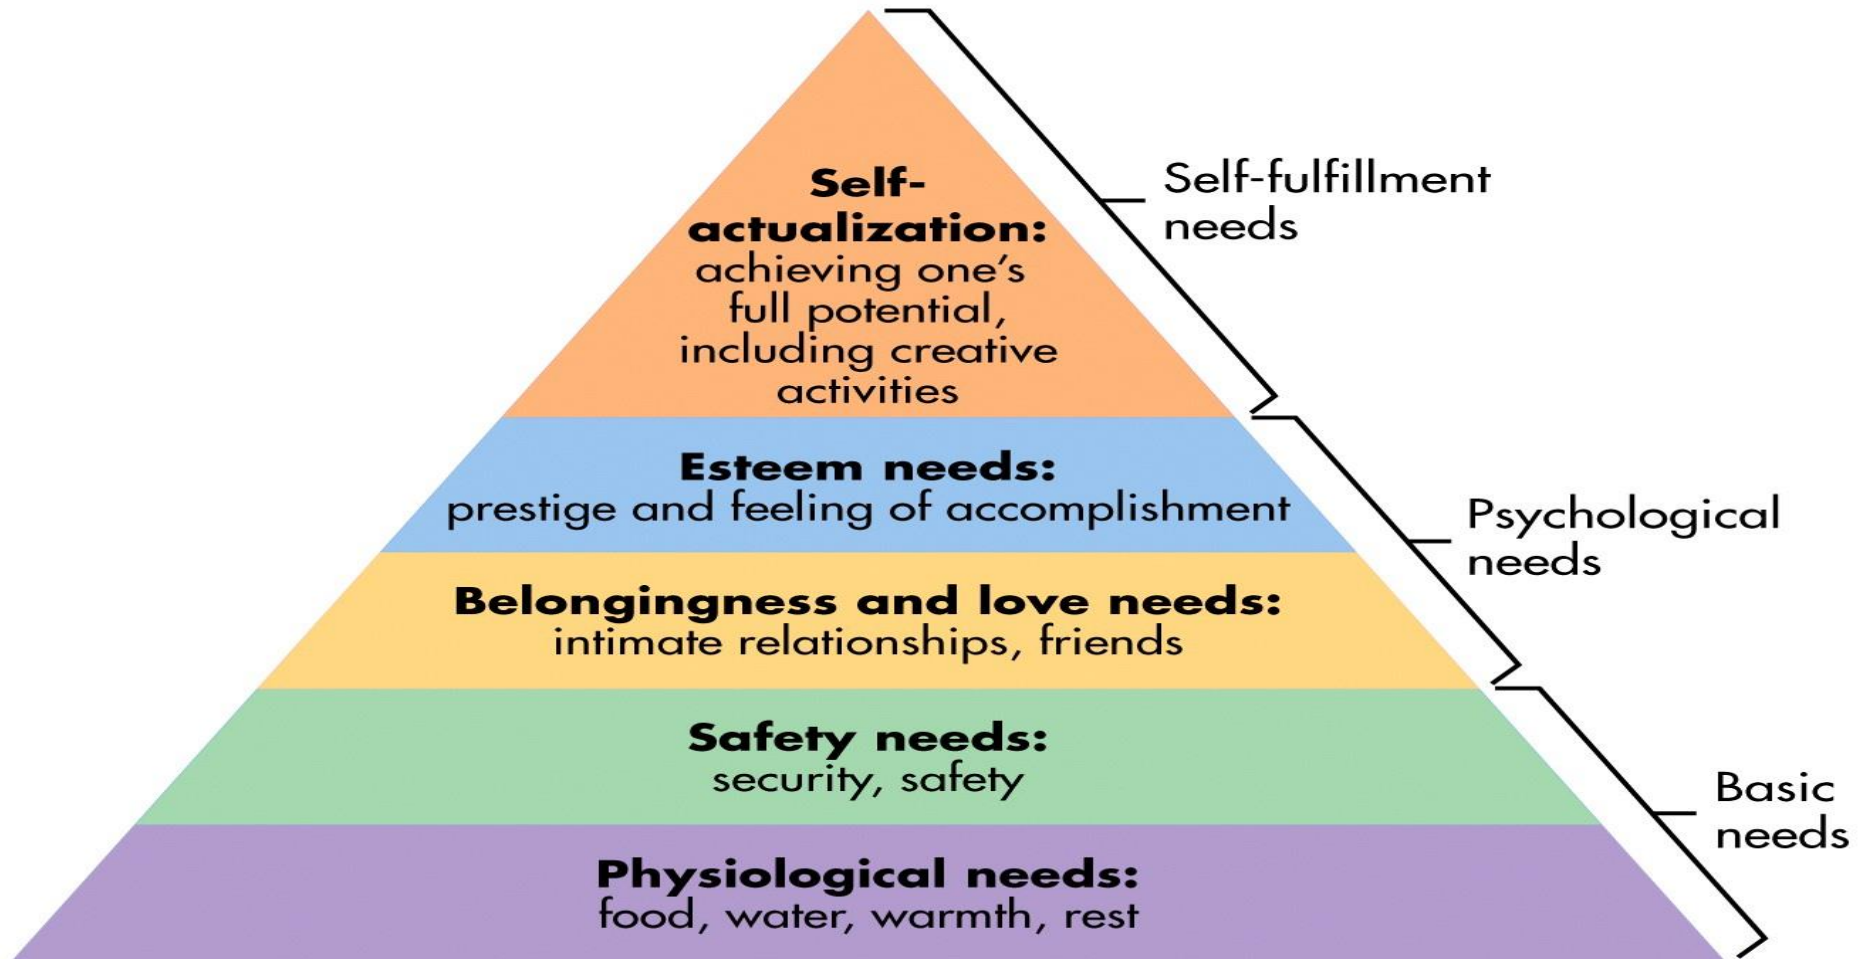 Self-
actualization:
achieving one’s
full potential,
including creative
activities
Self-fulfillment
needs
Esteem needs:
prestige and feeling of accomplishment
Psychological
needs
Belongingness and love needs:
intimate relationships, friends
Safety needs:
security, safety
Basic
needs
Physiological needs:
food, water, warmth, rest